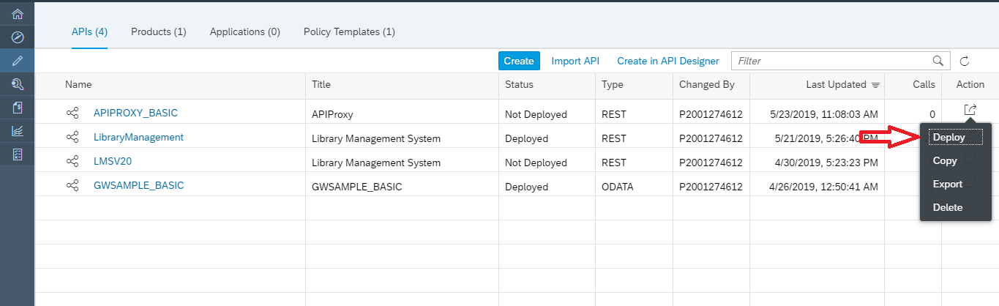 APIs (4) Products (1) Applications (0) Policy Templates (1)
Create Import API Create in API Designer Filter
Name Title Status Type Changed By Last Updated Calls Action
APIPROXY_BASIC APIProxy Not Deployed REST P2001274612 5/23/2019, 11:08:03 AM 0
LibraryManagement Library Management System Deployed REST P2001274612 5/21/2019, 5:26:40 PM Deploy
LMSV20 Library Management System Not Deployed REST P2001274612 4/30/2019, 5:23:23 PM Copy
GWSAMPLE_BASIC GWSAMPLE_BASIC Deployed ODATA P2001274612 4/26/2019, 12:50:41 AM Export
Delete